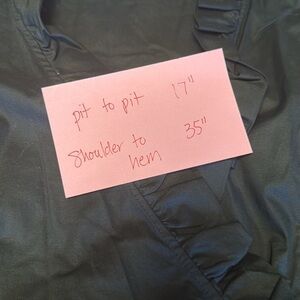 pit to pit 17"
Shoulder to 35"
hem